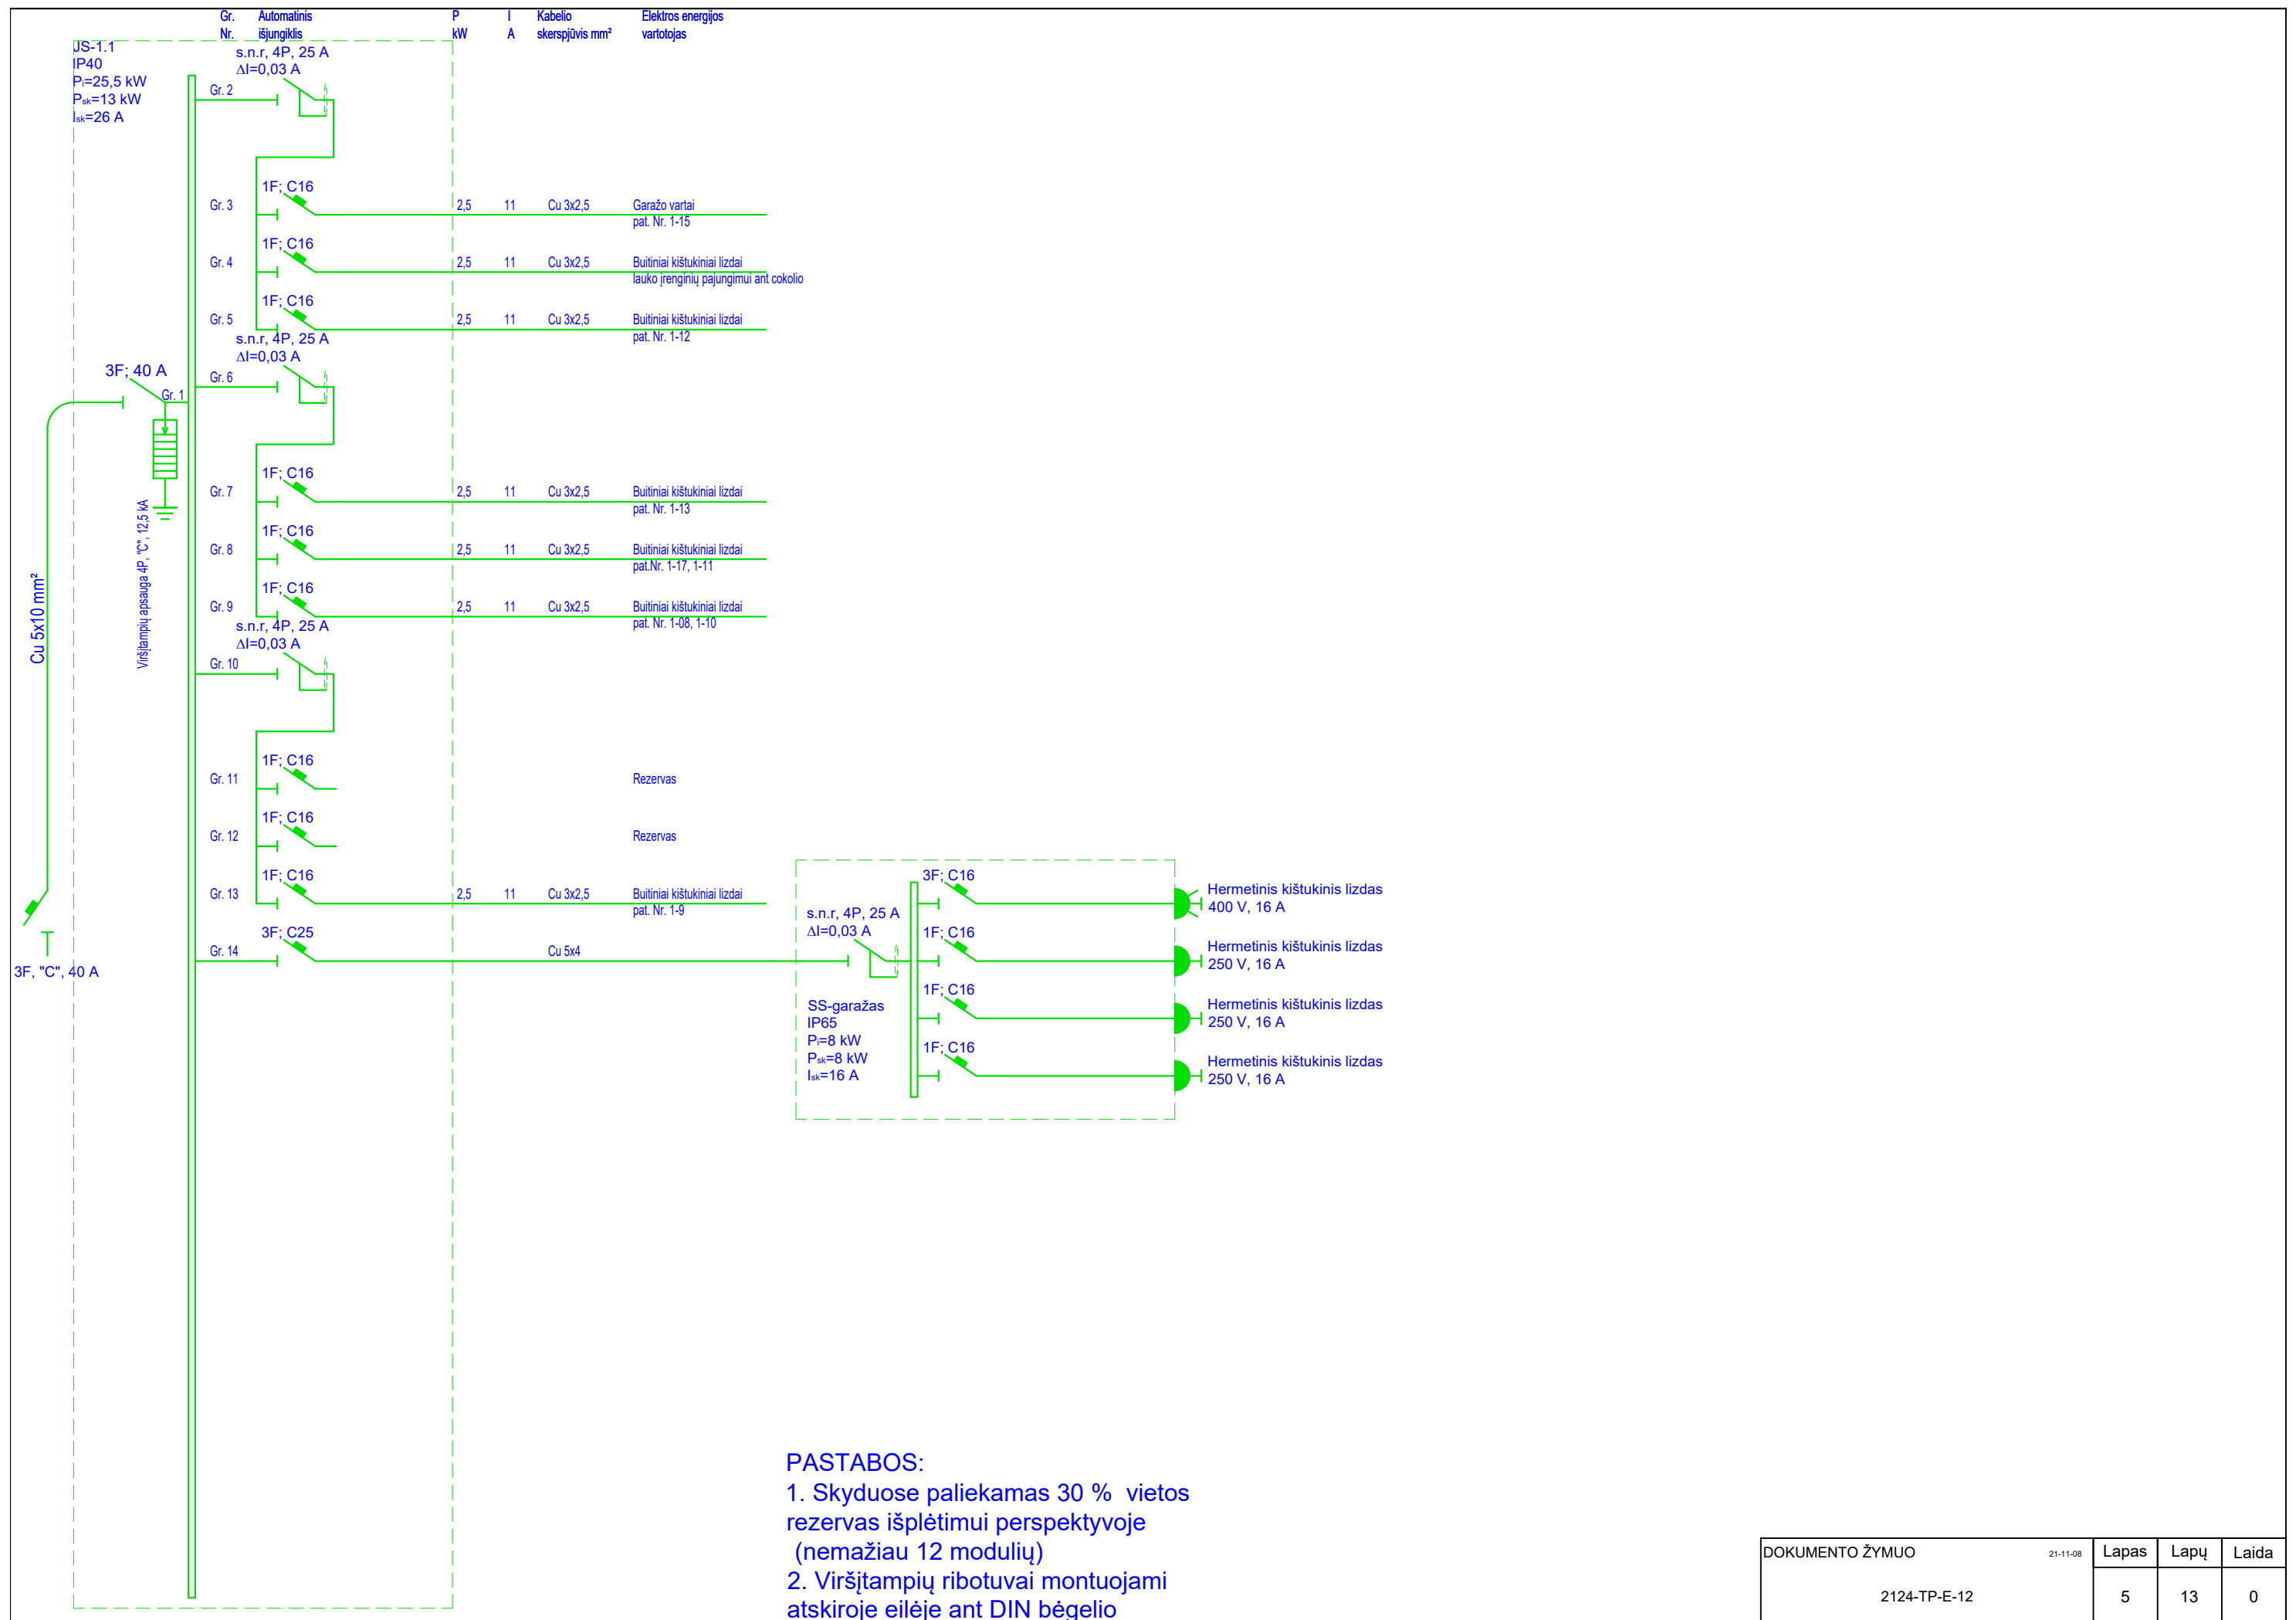 Gr. Automatinis P I Kabelio Elektros energijos
Nr. išjungiklis kW A skerspjūvis mm² vartotojas
JS-1.1
IP40
Pi=25,5 kW
Psk=13 kW
Isk=26 A
s.n.r, 4P, 25 A
∆I=0,03 A
Gr. 2
1F; C16
Gr. 3 2,5 11 Cu 3x2,5 Garažo vartai
pat. Nr. 1-15
1F; C16
Gr. 4 2,5 11 Cu 3x2,5 Buitiniai kištukiniai lizdai
lauko įrenginių pajungimui ant cokolio
1F; C16
Gr. 5 2,5 11 Cu 3x2,5 Buitiniai kištukiniai lizdai
pat. Nr. 1-12
s.n.r, 4P, 25 A
∆I=0,03 A
Gr. 6
3F; 40 A
Gr. 1
1F; C16
Gr. 7 2,5 11 Cu 3x2,5 Buitiniai kištukiniai lizdai
pat. Nr. 1-13
1F; C16
Gr. 8 2,5 11 Cu 3x2,5 Buitiniai kištukiniai lizdai
pat.Nr. 1-17, 1-11
1F; C16
Gr. 9 2,5 11 Cu 3x2,5 Buitiniai kištukiniai lizdai
pat. Nr. 1-08, 1-10
Viršįtampių apsauga 4P, "C", 12,5 kA
Cu 5x10 mm²
s.n.r, 4P, 25 A
∆I=0,03 A
Gr. 10
1F; C16
Gr. 11 Rezervas
1F; C16
Gr. 12 Rezervas
1F; C16
Gr. 13 2,5 11 Cu 3x2,5 Buitiniai kištukiniai lizdai
pat. Nr. 1-9
3F; C25
Gr. 14 Cu 5x4
3F, "C", 40 A
s.n.r, 4P, 25 A
∆I=0,03 A
SS-garažas
IP65
Pi=8 kW
Psk=8 kW
Isk=16 A
3F; C16
Hermetinis kištukinis lizdas
400 V, 16 A
1F; C16
Hermetinis kištukinis lizdas
250 V, 16 A
1F; C16
Hermetinis kištukinis lizdas
250 V, 16 A
1F; C16
Hermetinis kištukinis lizdas
250 V, 16 A
PASTABOS:
1. Skyduose paliekamas 30 % vietos
rezervas išplėtimui perspektyvoje
(nemažiau 12 modulių)
2. Viršįtampių ribotuvai montuojami
atskiroje eilėje ant DIN bėgelio
DOKUMENTO ŽYMUO 21-11-08 Lapas Lapų Laida
2124-TP-E-12 5 13 0